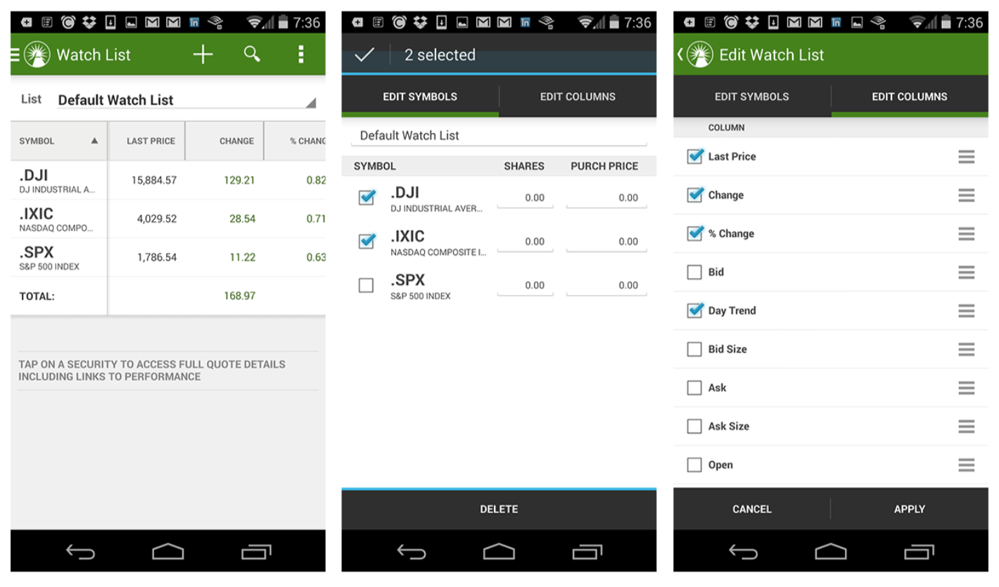 7:36
Watch List
List Default Watch List
SYMBOL ▲ LAST PRICE CHANGE % CHANG
.DJI 15,884.57 129.21 0.82
DJ INDUSTRIAL A...
.IXIC 4,029.52 28.54 0.71
NASDAQ COMPO...
.SPX 1,786.54 11.22 0.63
S&P 500 INDEX
TOTAL: 168.97
TAP ON A SECURITY TO ACCESS FULL QUOTE DETAILS
INCLUDING LINKS TO PERFORMANCE
7:36
2 selected
EDIT SYMBOLS EDIT COLUMNS
Default Watch List
SYMBOL SHARES PURCH PRICE
.DJI 0.00 0.00
DJ INDUSTRIAL AVER...
.IXIC 0.00 0.00
NASDAQ COMPOSITE I...
.SPX 0.00 0.00
S&P 500 INDEX
DELETE
7:36
Edit Watch List
EDIT SYMBOLS EDIT COLUMNS
COLUMN
Last Price
Change
% Change
Bid
Day Trend
Bid Size
Ask
Ask Size
Open
CANCEL APPLY